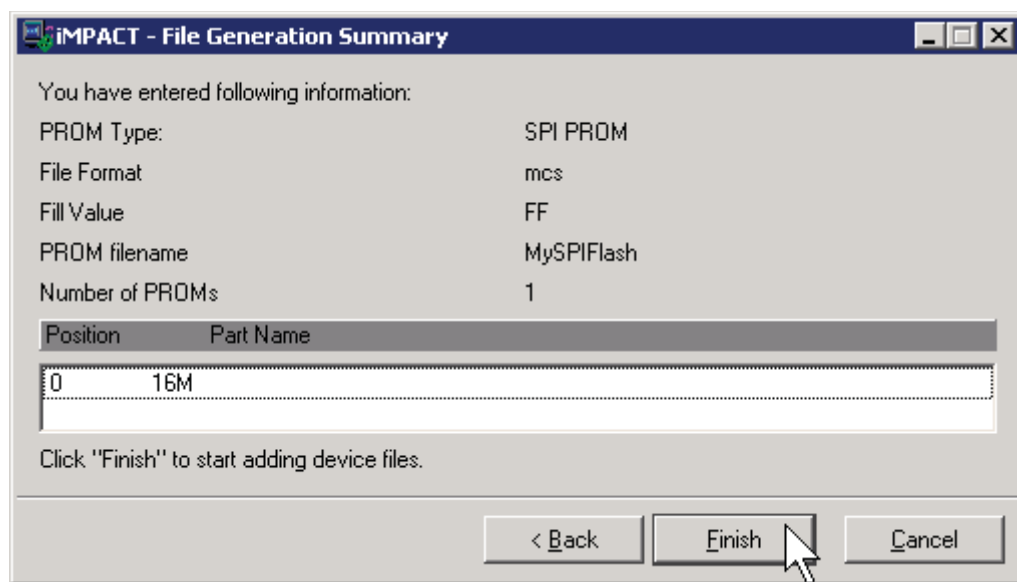 iMPACT - File Generation Summary
You have entered following information:
PROM Type: SPI PROM
File Format mcs
Fill Value FF
PROM filename MySPIFlash
Number of PROMs 1
Position Part Name
0 16M
Click "Finish" to start adding device files.
< Back Finish Cancel